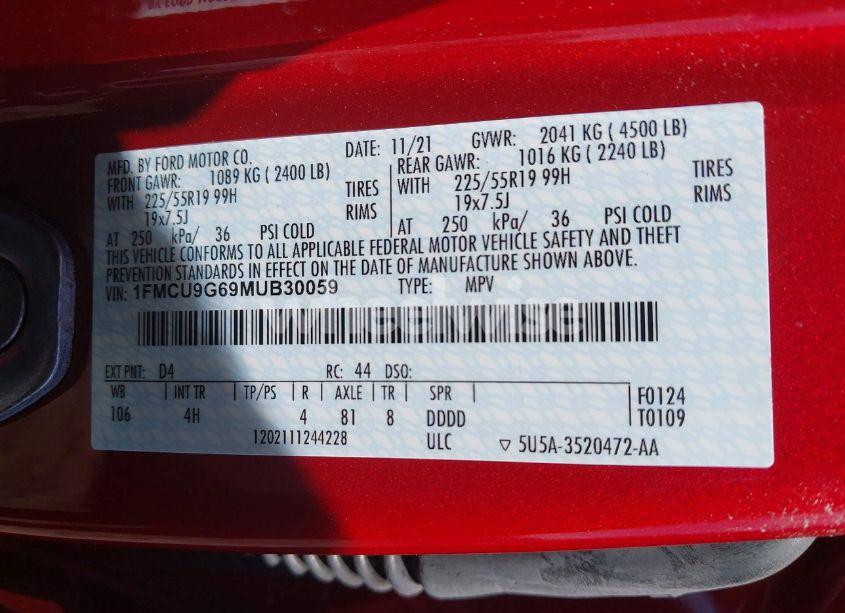 MFD. BY FORD MOTOR CO.
DATE: 11/21 GVWR: 2041 KG ( 4500 LB)
FRONT GAWR: 1089 KG ( 2400 LB) REAR GAWR: 1016 KG ( 2240 LB)
WITH 225/55R19 99H TIRES WITH 225/55R19 99H TIRES
19x7.5J RIMS 19x7.5J RIMS
AT 250 kPa/ 36 PSI COLD AT 250 kPa/ 36 PSI COLD
THIS VEHICLE CONFORMS TO ALL APPLICABLE FEDERAL MOTOR VEHICLE SAFETY AND THEFT
PREVENTION STANDARDS IN EFFECT ON THE DATE OF MANUFACTURE SHOWN ABOVE.
VIN: 1FMCU9G69MUB30059 TYPE: MPV
wheelwise
EXT PNT: D4 RC: 44 DSO:
WB INT TR TP/PS R AXLE TR SPR F0124
106 4H 4 81 8 DDDD T0109
1202111244228 ULC ▽ 5U5A-3520472-AA